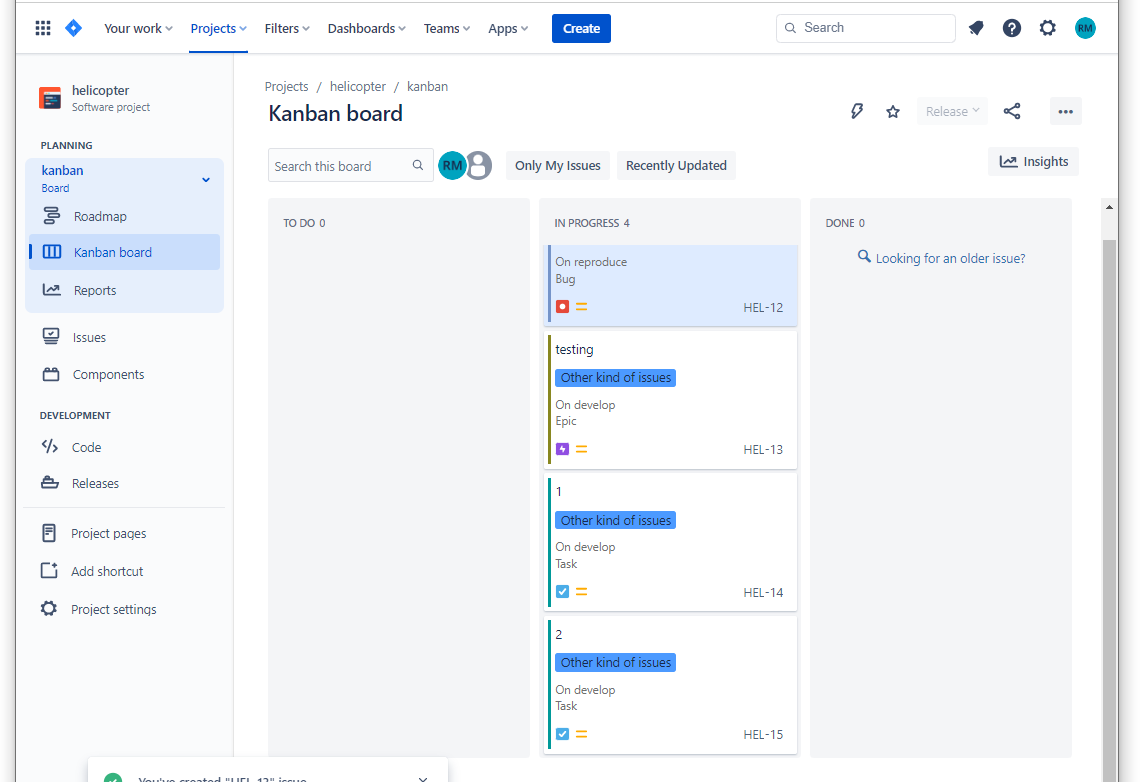 Your work Projects Filters Dashboards Teams Apps Create Search RM
helicopter
Software project
PLANNING
kanban
Board
Roadmap
Kanban board
Reports
Issues
Components
DEVELOPMENT
Code
Releases
Project pages
Add shortcut
Project settings
Projects / helicopter / kanban
Kanban board
Release
Search this board RM Only My Issues Recently Updated Insights
TO DO 0
IN PROGRESS 4
On reproduce
Bug
HEL-12
testing
Other kind of issues
On develop
Epic
HEL-13
1
Other kind of issues
On develop
Task
HEL-14
2
Other kind of issues
On develop
Task
HEL-15
DONE 0
Looking for an older issue?
You've created "HEL-13" issue